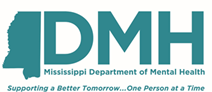 DMH
Mississippi Department of Mental Health
Supporting a Better Tomorrow...One Person at a Time